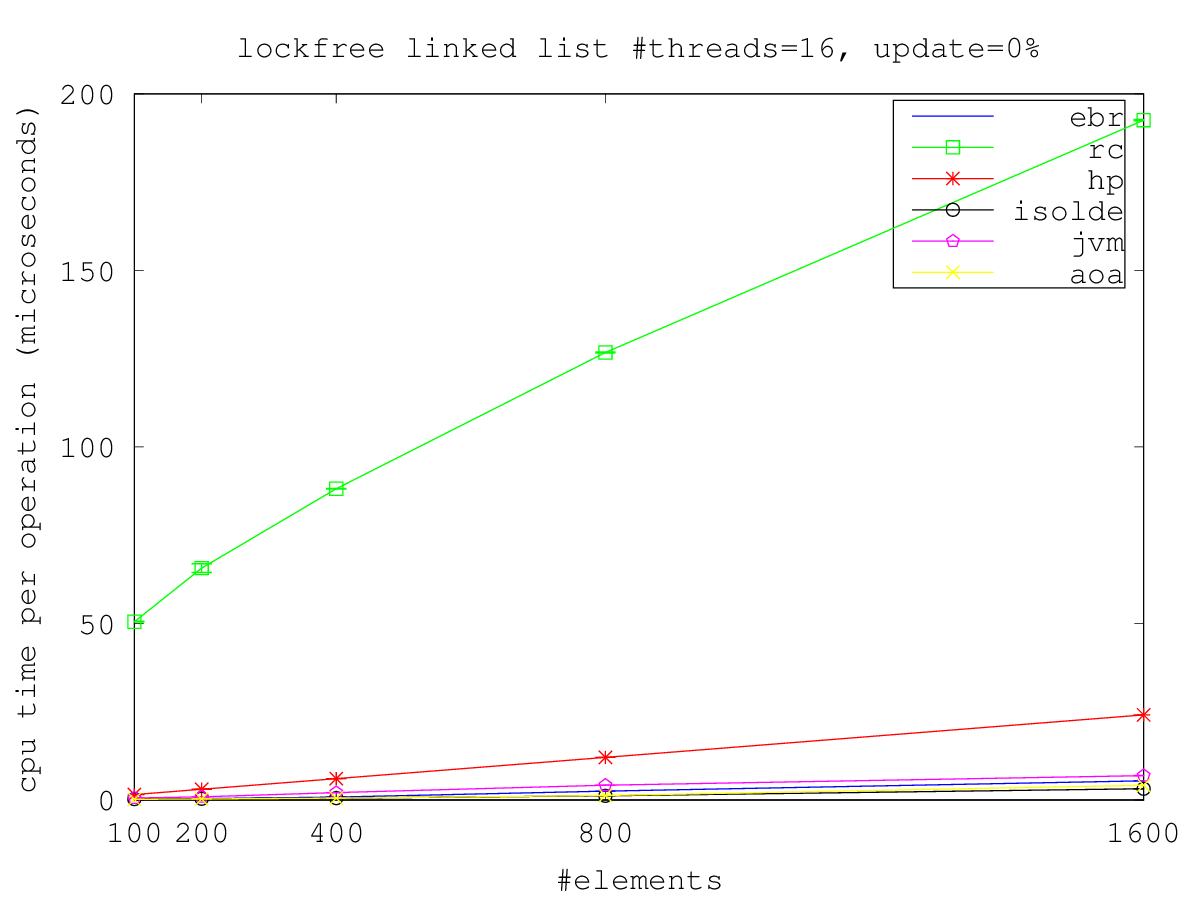 lockfree linked list #threads=16, update=0%
cpu time per operation (microseconds)
200
150
100
50
0
ebr
rc
hp
isolde
jvm
aoa
100 200 400 800 1600
#elements